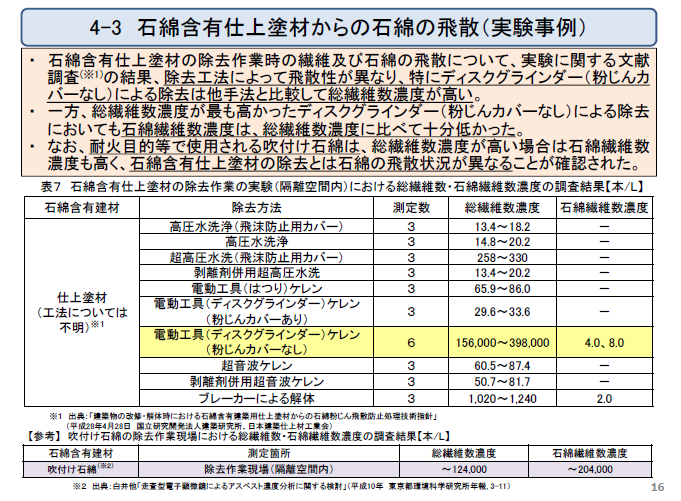 4-3 石綿含有仕上塗材からの石綿の飛散（実験事例）
・ 石綿含有仕上塗材の除去作業時の繊維及び石綿の飛散について、実験に関する文献
調査(※1)の結果、除去工法によって飛散性が異なり、特にディスクグラインダー（粉じんカ
バーなし）による除去は他手法と比較して総繊維数濃度が高い。
・ 一方、総繊維数濃度が最も高かったディスクグラインダー（粉じんカバーなし）による除去
においても石綿繊維数濃度は、総繊維数濃度に比べて十分低かった。
・ なお、耐火目的等で使用される吹付け石綿は、総繊維数濃度が高い場合は石綿繊維数
濃度も高く、石綿含有仕上塗材の除去とは石綿の飛散状況が異なることが確認された。
表7 石綿含有仕上塗材の除去作業の実験（隔離空間内）における総繊維数・石綿繊維数濃度の調査結果【本/L】
石綿含有建材 除去方法 測定数 総繊維数濃度 石綿繊維数濃度
仕上塗材
（工法については
不明）※1
高圧水洗浄（飛沫防止用カバー） 3 13.4～18.2 －
高圧水洗浄 3 14.8～20.2 －
超高圧水洗浄（飛沫防止用カバー） 3 258～330 －
剥離剤併用超高圧水洗 3 13.4～20.2 －
電動工具（はつり）ケレン 3 65.9～86.0 －
電動工具（ディスクグラインダー）ケレン
（粉じんカバーあり） 3 29.6～33.6 －
電動工具（ディスクグラインダー）ケレン
（粉じんカバーなし） 6 156,000～398,000 4.0、8.0
超音波ケレン 3 60.5～87.4 －
剥離剤併用超音波ケレン 3 50.7～81.7 －
ブレーカーによる解体 3 1,020～1,240 2.0
※1 出典：「建築物の改修・解体時における石綿含有建築用仕上塗材からの石綿粉じん飛散防止処理技術指針」
（平成28年4月28日 国立研究開発法人建築研究所、日本建築仕上材工業会）
【参考】 吹付け石綿の除去作業現場における総繊維数・石綿繊維数濃度の調査結果【本/L】
石綿含有建材 測定箇所 総繊維数濃度 石綿繊維数濃度
吹付け石綿(※2) 除去作業現場（隔離空間内） ～124,000 ～204,000
※2 出典：白井他「走査型電子顕微鏡によるアスベスト濃度分析に関する検討」（平成10年 東京都環境科学研究所年報、3-11）
16